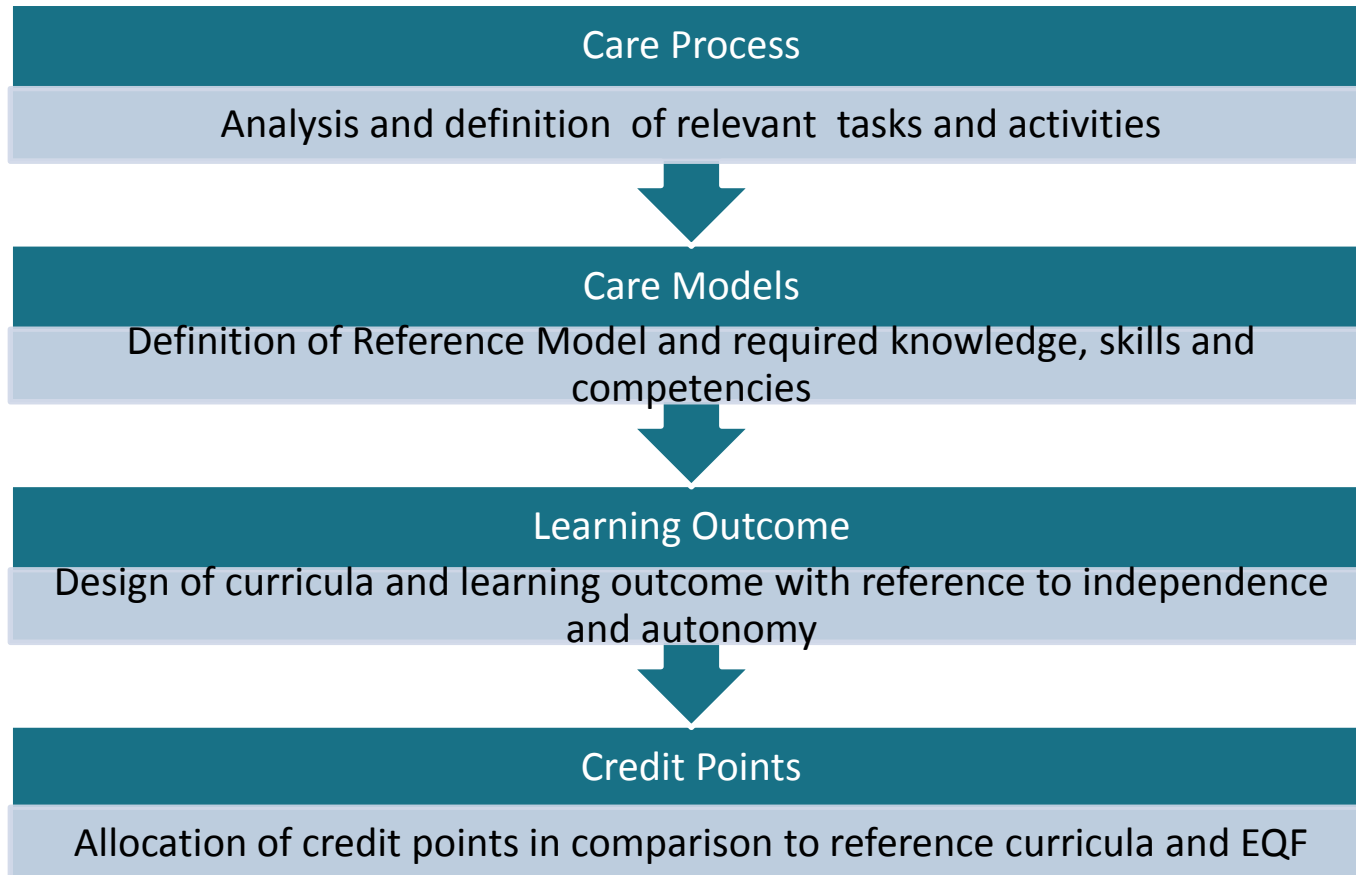 Care Process
Analysis and definition  of relevant  tasks and activities
Care Models
Definition of Reference Model and required knowledge, skills and
competencies
Learning Outcome
Design of curricula and learning outcome with reference to independence
and autonomy
Credit Points
Allocation of credit points in comparison to reference curricula and EQF